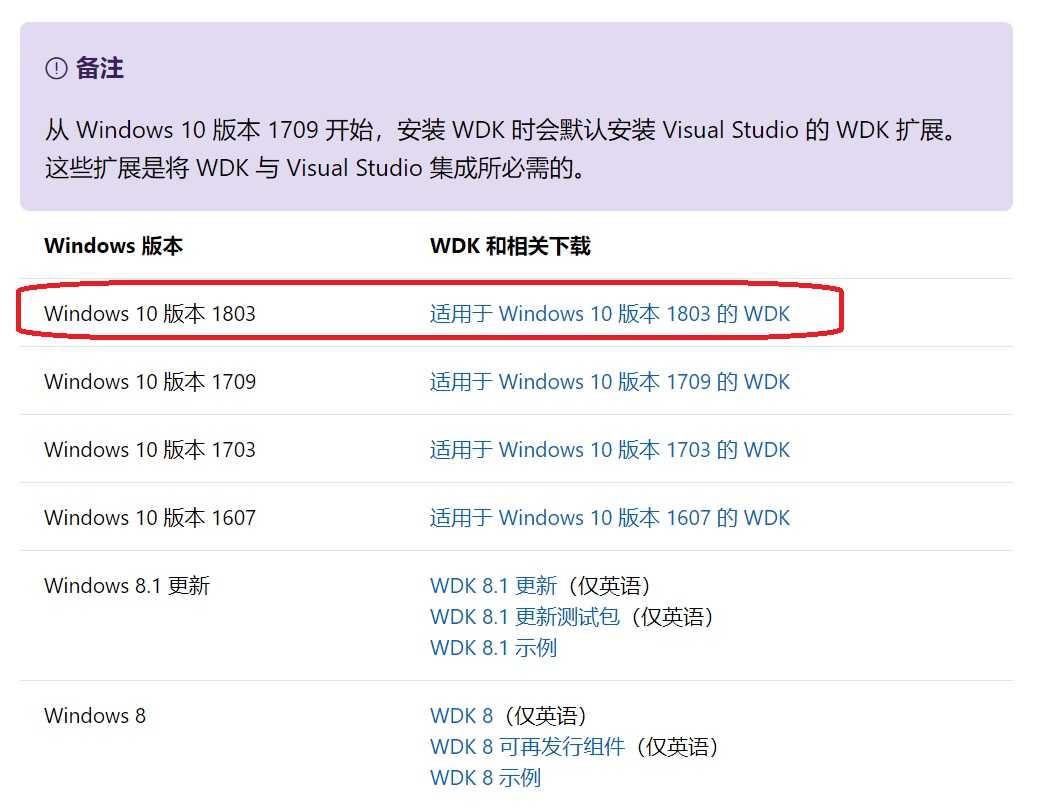 备注
从 Windows 10 版本 1709 开始，安装 WDK 时会默认安装 Visual Studio 的 WDK 扩展。
这些扩展是将 WDK 与 Visual Studio 集成所必需的。
Windows 版本 WDK 和相关下载
Windows 10 版本 1803 适用于 Windows 10 版本 1803 的 WDK
Windows 10 版本 1709 适用于 Windows 10 版本 1709 的 WDK
Windows 10 版本 1703 适用于 Windows 10 版本 1703 的 WDK
Windows 10 版本 1607 适用于 Windows 10 版本 1607 的 WDK
Windows 8.1 更新 WDK 8.1 更新（仅英语）
WDK 8.1 更新测试包（仅英语）
WDK 8.1 示例
Windows 8 WDK 8（仅英语）
WDK 8 可再发行组件（仅英语）
WDK 8 示例